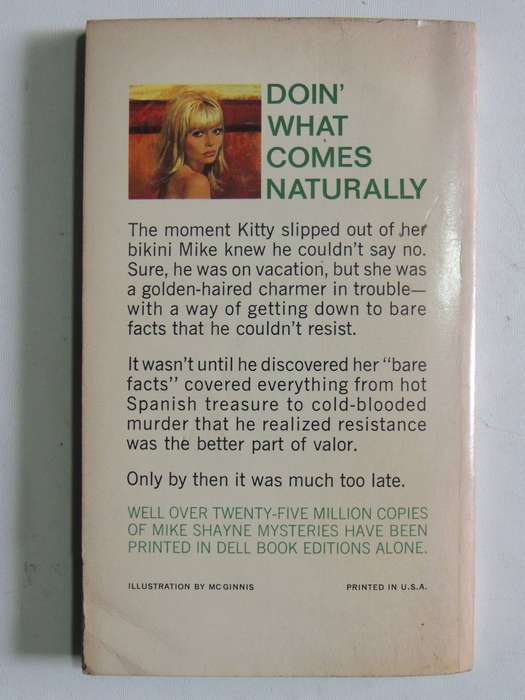 DOIN'
WHAT
COMES
NATURALLY
The moment Kitty slipped out of her
bikini Mike knew he couldn't say no.
Sure, he was on vacation, but she was
a golden-haired charmer in trouble—
with a way of getting down to bare
facts that he couldn't resist.
It wasn't until he discovered her "bare
facts" covered everything from hot
Spanish treasure to cold-blooded
murder that he realized resistance
was the better part of valor.
Only by then it was much too late.
WELL OVER TWENTY-FIVE MILLION COPIES
OF MIKE SHAYNE MYSTERIES HAVE BEEN
PRINTED IN DELL BOOK EDITIONS ALONE.
ILLUSTRATION BY MCGINNIS
PRINTED IN U.S.A.